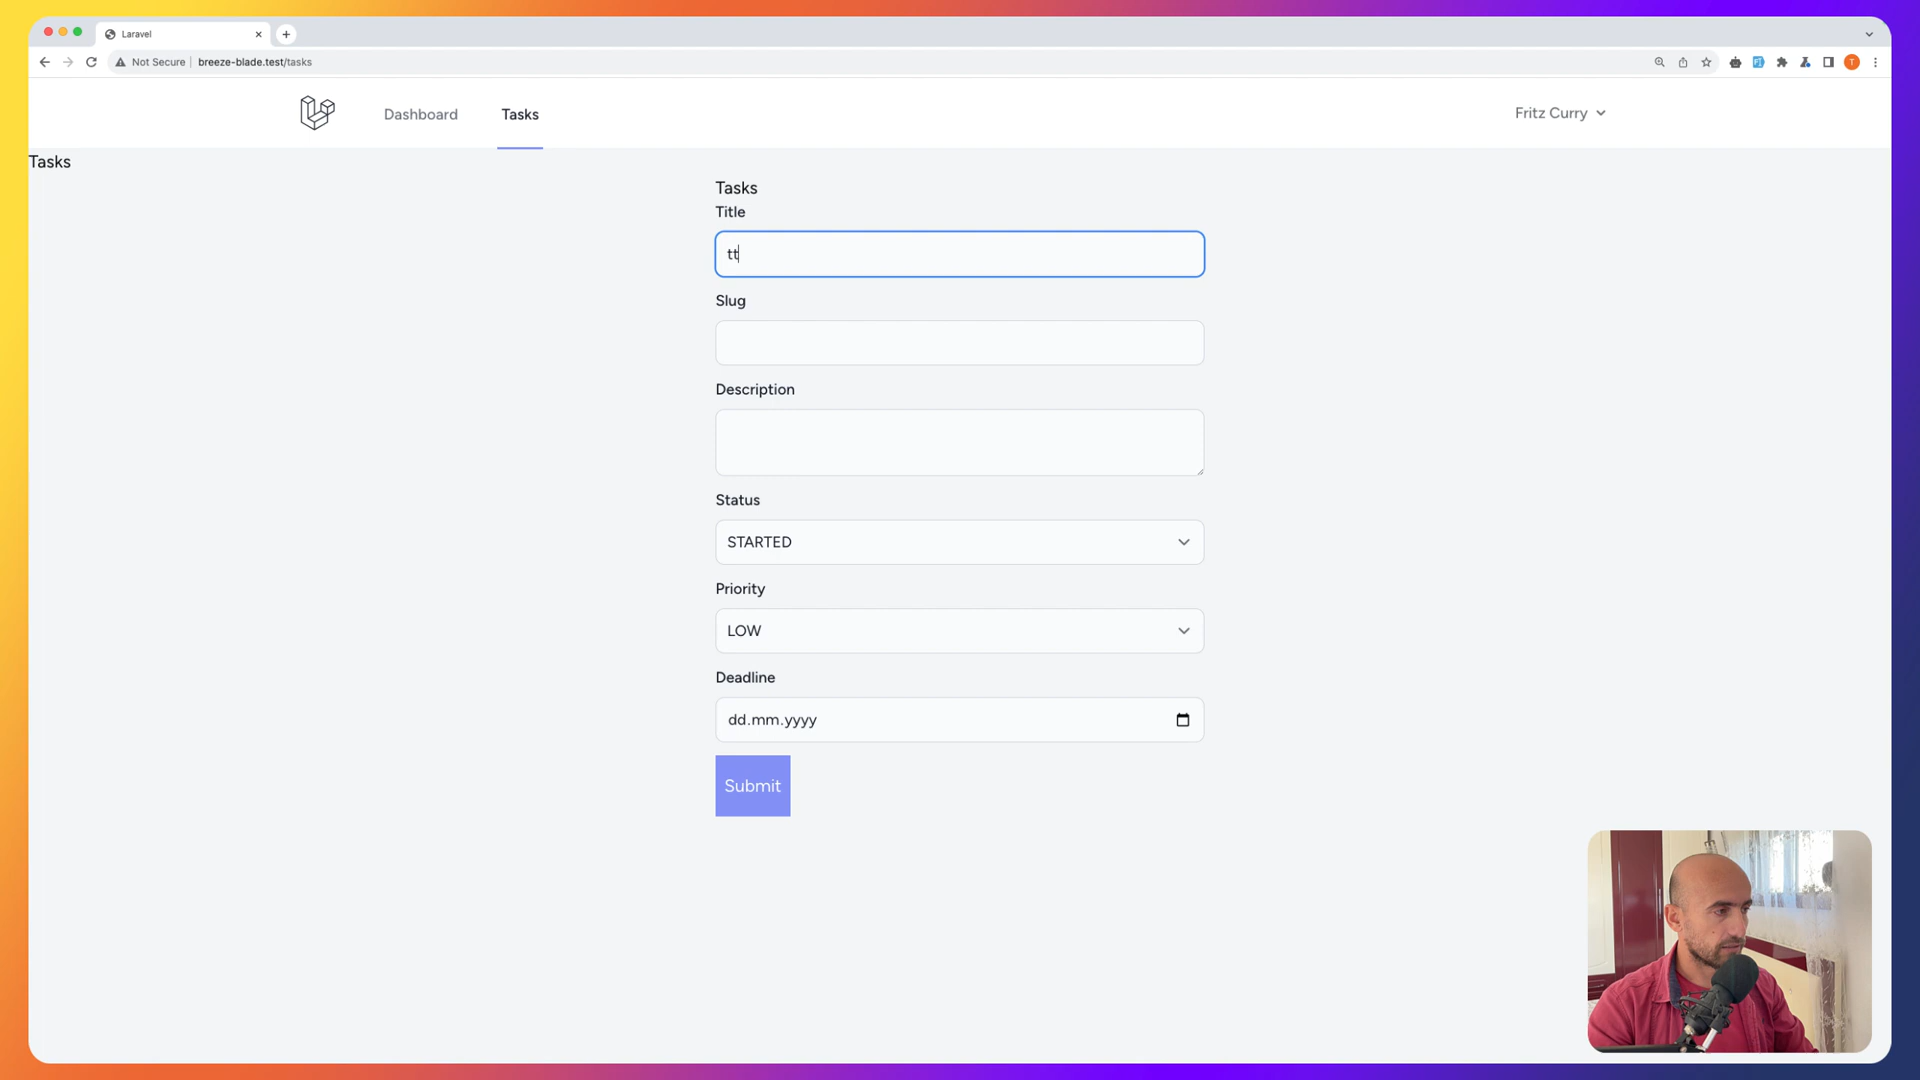 Laravel
Not Secure
breeze-blade.test/tasks
T
Dashboard
Tasks
Fritz Curry
Tasks
Tasks
Title
tt
Slug
Description
Status
STARTED
Priority
LOW
Deadline
dd.mm.yyyy
Submit